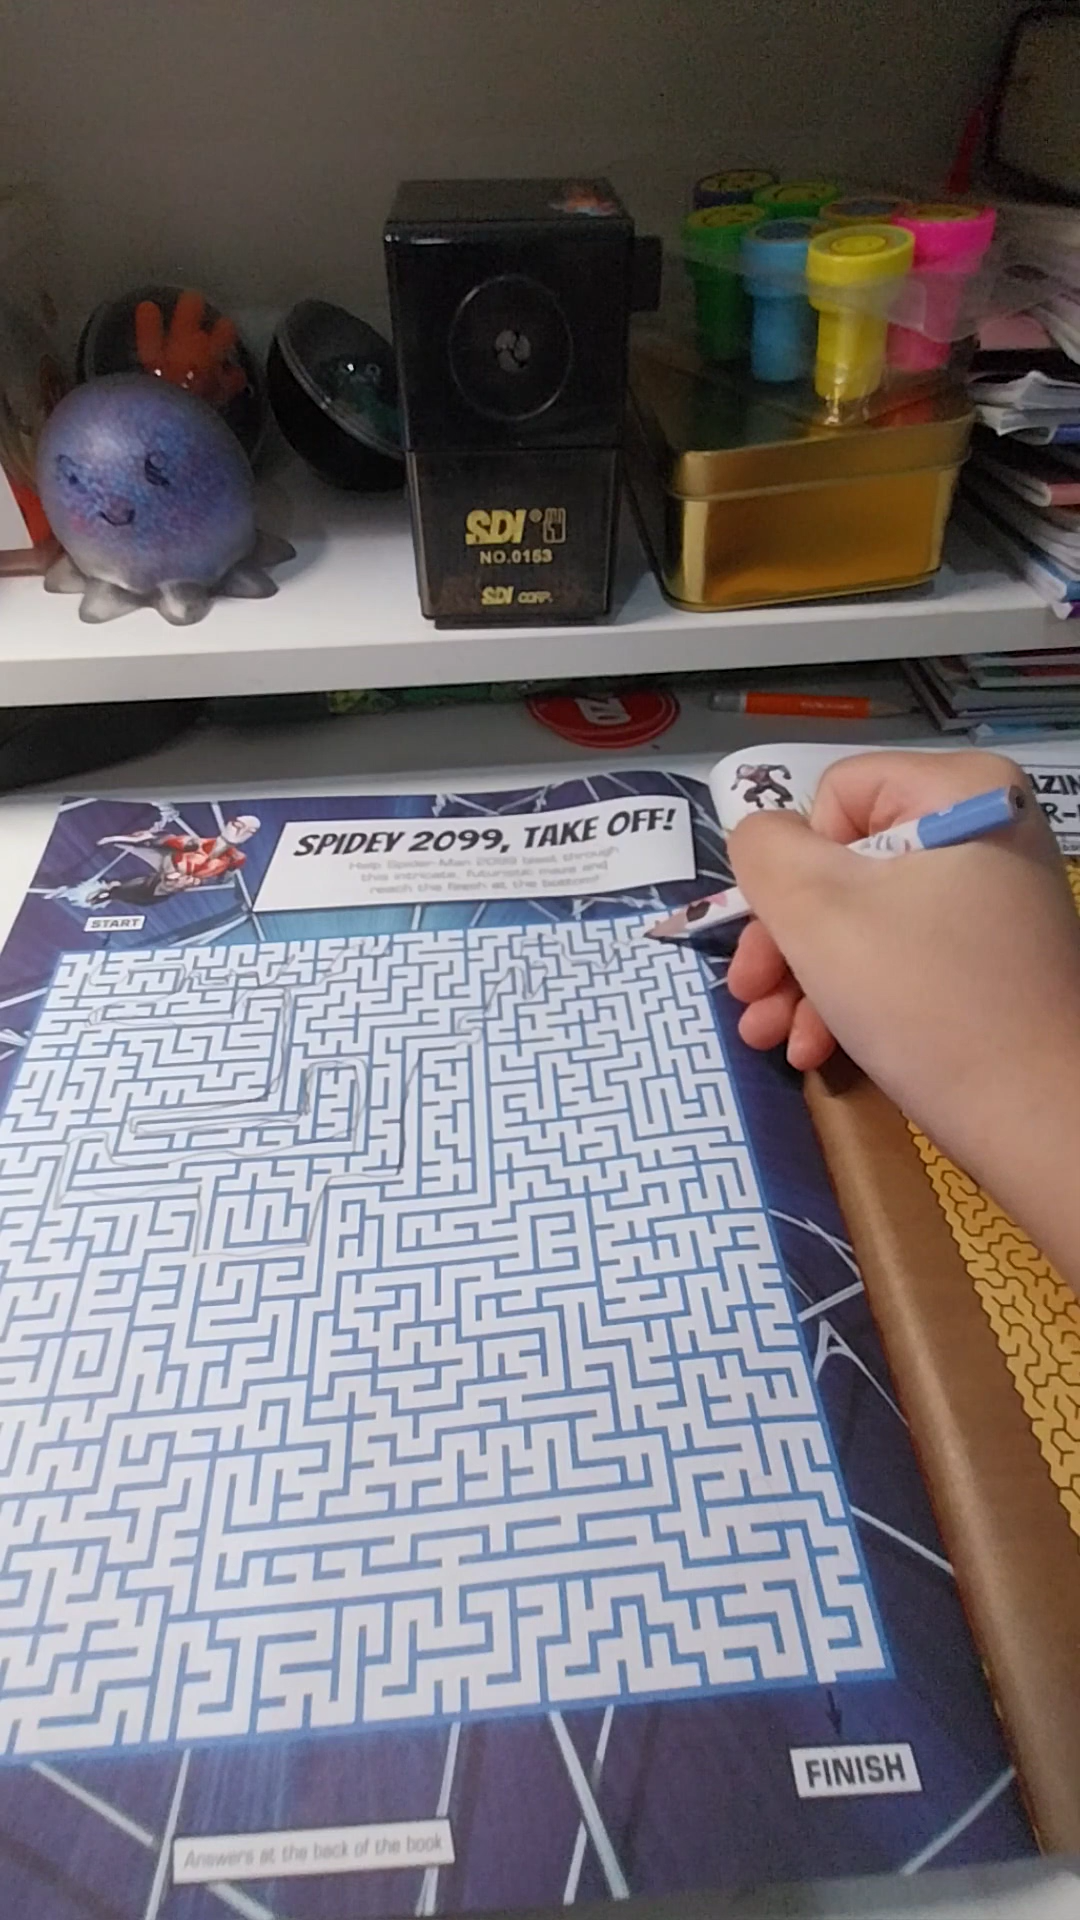 SDI
NO.0153
SDI CORP.
SPIDEY 2099, TAKE OFF!
Help Spider-Man 2099 blast through
this intricate, futuristic maze and
reach the finish at the bottom!
START
FINISH
Answers at the back of the book